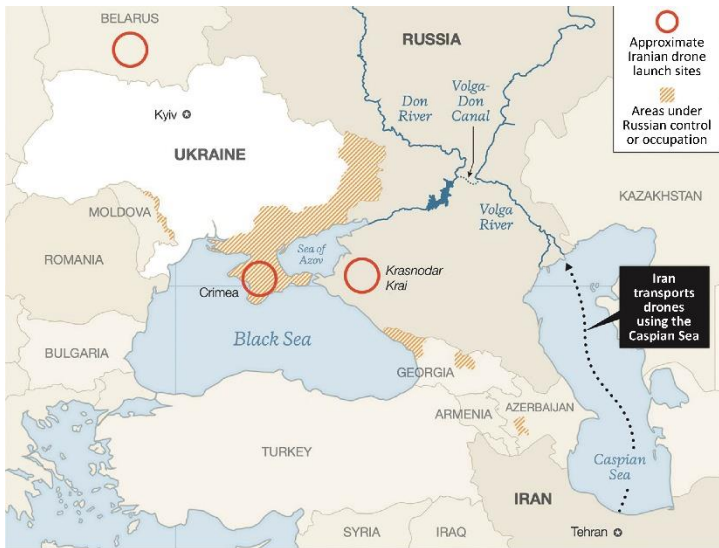 BELARUS
RUSSIA
Approximate
Iranian drone
launch sites
Areas under
Russian control
or occupation
Kyiv
Don
River
Volga-
Don
Canal
UKRAINE
MOLDOVA
KAZAKHSTAN
Volga
River
ROMANIA
Sea of
Azov
Crimea
Krasnodar
Krai
Iran
transports
drones
using the
Caspian Sea
Black Sea
BULGARIA
GEORGIA
ARMENIA
AZERBAIJAN
TURKEY
Caspian
Sea
IRAN
SYRIA
IRAQ
Tehran